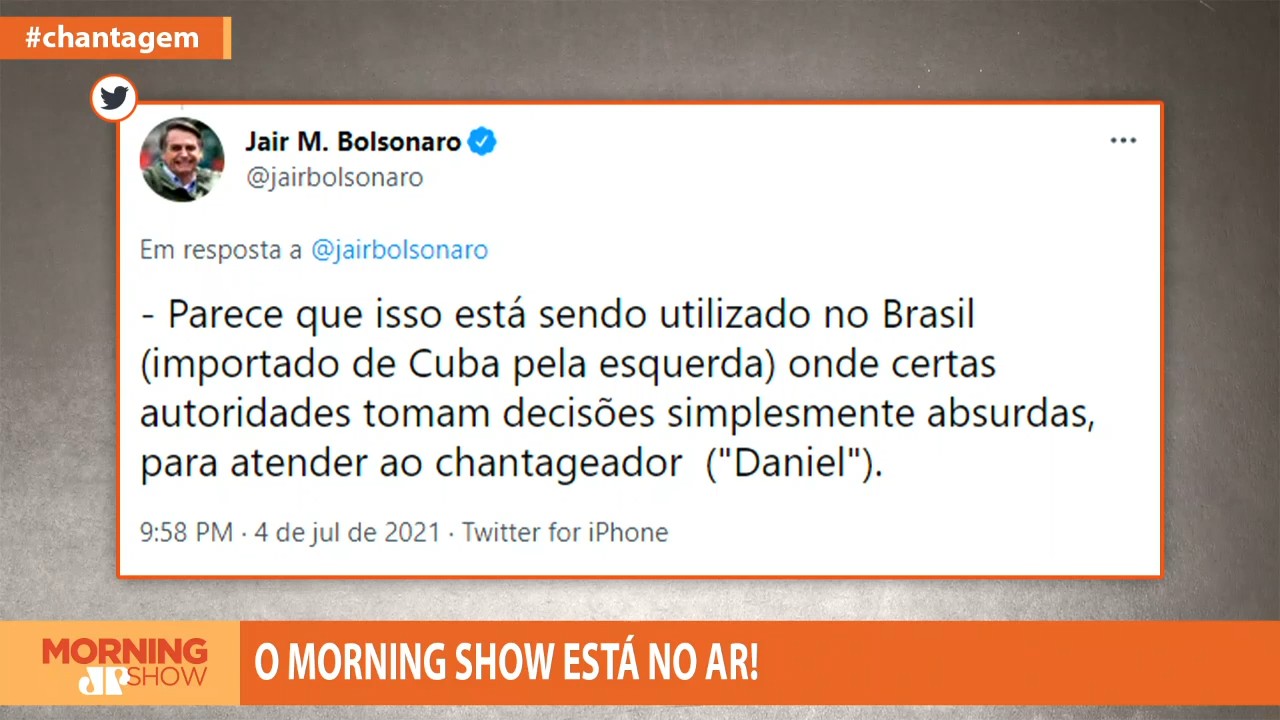 #chantagem
Jair M. Bolsonaro
@jairbolsonaro
Em resposta a @jairbolsonaro
- Parece que isso está sendo utilizado no Brasil
(importado de Cuba pela esquerda) onde certas
autoridades tomam decisões simplesmente absurdas,
para atender ao chantageador  ("Daniel").
9:58 PM · 4 de jul de 2021 · Twitter for iPhone
MORNING
JP SHOW
O MORNING SHOW ESTÁ NO AR!